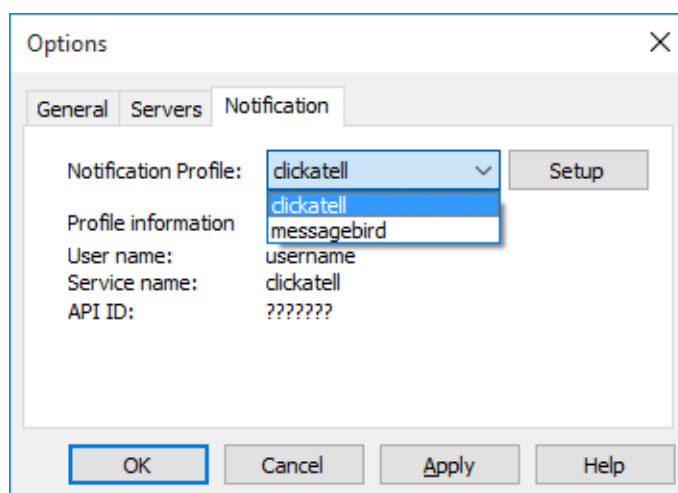 Options
General Servers Notification
Notification Profile: clickatell Setup
clickatell
Profile information messagebird
User name: username
Service name: clickatell
API ID: ???????
OK Cancel Apply Help